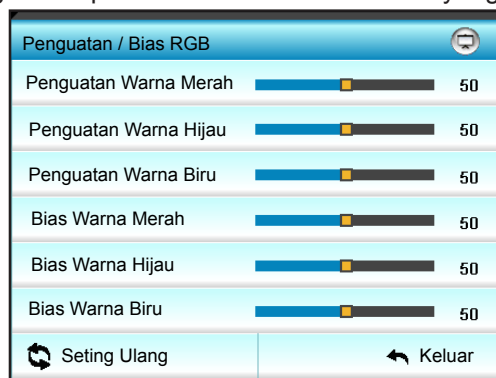 Penguatan / Bias RGB
Penguatan Warna Merah 50
Penguatan Warna Hijau 50
Penguatan Warna Biru 50
Bias Warna Merah 50
Bias Warna Hijau 50
Bias Warna Biru 50
Seting Ulang Keluar